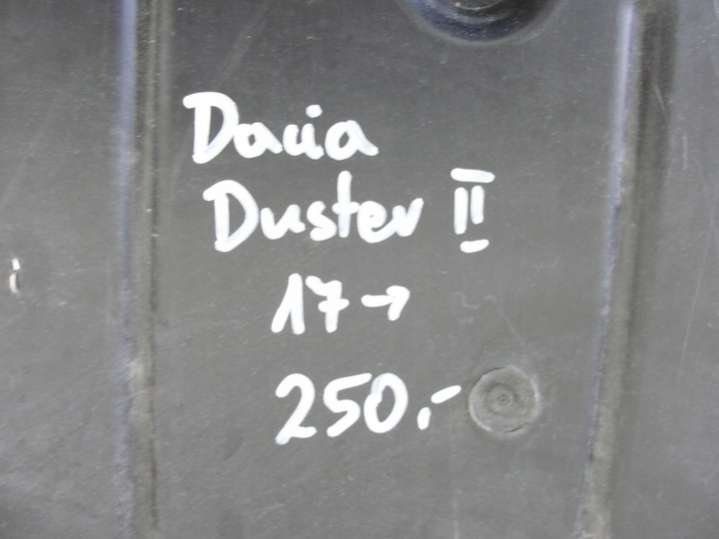 Dacia
Duster II
17→
250.-